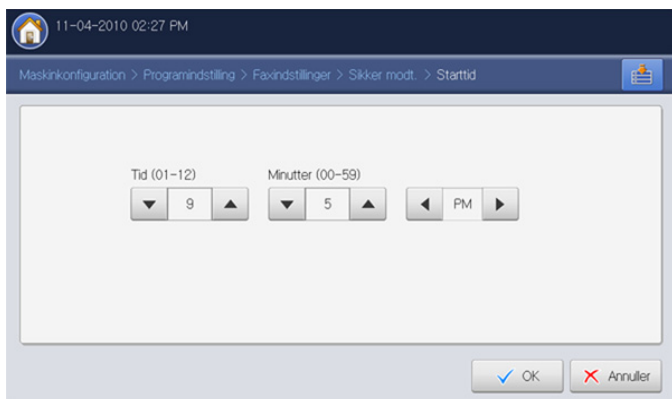 11-04-2010 02:27 PM
Maskinkonfiguration > Programindstilling > Faxindstillinger > Sikker modt. > Starttid
Tid (01-12) Minutter (00-59)
9 5 PM
OK Annuller